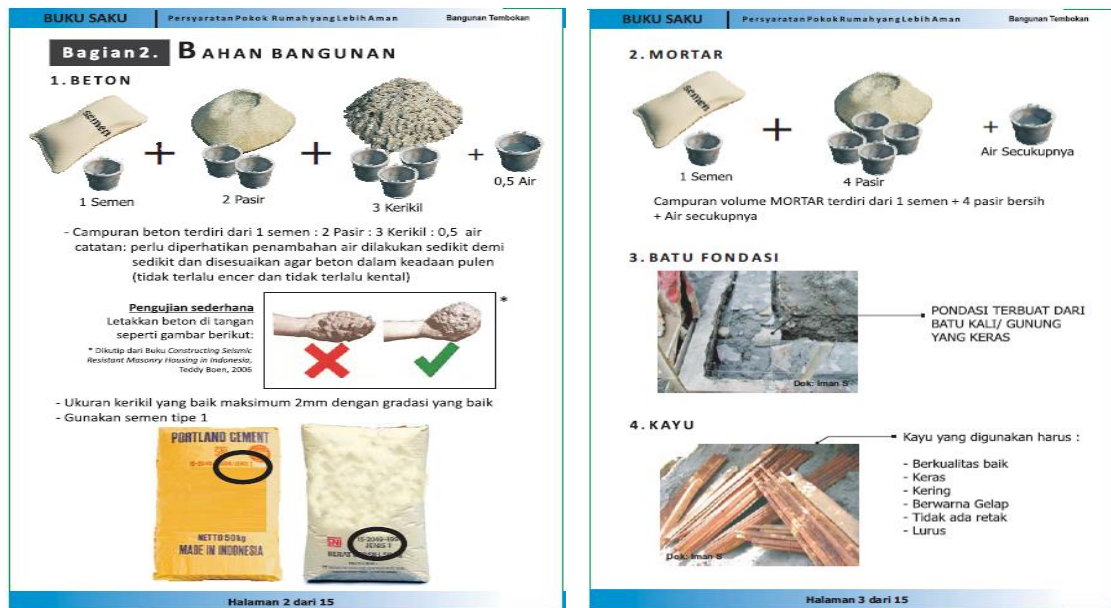 BUKU SAKU
Persyaratan Pokok Rumah yang Lebih Aman
Bangunan Tembokan
Bagian 2. BAHAN BANGUNAN
1. BETON
semen
1 Semen
2 Pasir
3 Kerikil
0,5 Air
- Campuran beton terdiri dari 1 semen : 2 Pasir : 3 Kerikil : 0,5 air
catatan: perlu diperhatikan penambahan air dilakukan sedikit demi
sedikit dan disesuaikan agar beton dalam keadaan pulen
(tidak terlalu encer dan tidak terlalu kental)
Pengujian sederhana
Letakkan beton di tangan
seperti gambar berikut:
*
* Dikutip dari Buku Constructing Seismic
Resistant Masonry Housing in Indonesia,
Teddy Boen, 2006
- Ukuran kerikil yang baik maksimum 2mm dengan gradasi yang baik
- Gunakan semen tipe 1
PORTLAND CEMENT
NETTO 50kg
MADE IN INDONESIA
SNI
JENIS 1
Halaman 2 dari 15
BUKU SAKU
Persyaratan Pokok Rumah yang Lebih Aman
Bangunan Tembokan
2. MORTAR
semen
1 Semen
4 Pasir
Air Secukupnya
Campuran volume MORTAR terdiri dari 1 semen + 4 pasir bersih
+ Air secukupnya
3. BATU FONDASI
PONDASI TERBUAT DARI
BATU KALI/ GUNUNG
YANG KERAS
Dok: Iman S
4. KAYU
Kayu yang digunakan harus :
- Berkualitas baik
- Keras
- Kering
- Berwarna Gelap
- Tidak ada retak
- Lurus
Dok: Iman S
Halaman 3 dari 15